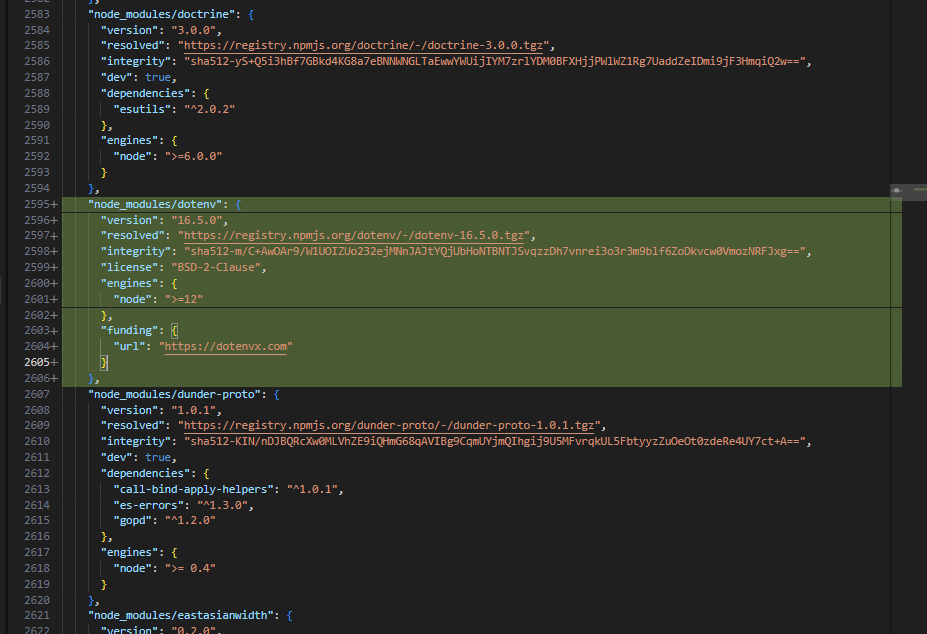 2582 },
2583 "node_modules/doctrine": {
2584 "version": "3.0.0",
2585 "resolved": "https://registry.npmjs.org/doctrine/-/doctrine-3.0.0.tgz",
2586 "integrity": "sha512-yS+Q5i3hBf7GBkd4KG8a7eBNNWNGLTaEwwYWUijIYM7zrlYDM0BFXHjjPWlWZ1Rg7UaddZeIDmi9jF3HmqiQ2w==",
2587 "dev": true,
2588 "dependencies": {
2589 "esutils": "^2.0.2"
2590 },
2591 "engines": {
2592 "node": ">=6.0.0"
2593 }
2594 },
2595+ "node_modules/dotenv": {
2596+ "version": "16.5.0",
2597+ "resolved": "https://registry.npmjs.org/dotenv/-/dotenv-16.5.0.tgz",
2598+ "integrity": "sha512-m/C+AwOAr9/W1UOIZUo232ejMNnJAJtYQjUbHoNTBNTJSvqzzDh7vnrei3o3r3m9blf6ZoDkvcw0VmozNRFJxg==",
2599+ "license": "BSD-2-Clause",
2600+ "engines": {
2601+ "node": ">=12"
2602+ },
2603+ "funding": {
2604+ "url": "https://dotenvx.com"
2605+ }
2606+ },
2607 "node_modules/dunder-proto": {
2608 "version": "1.0.1",
2609 "resolved": "https://registry.npmjs.org/dunder-proto/-/dunder-proto-1.0.1.tgz",
2610 "integrity": "sha512-KIN/nDJBQRcXw0MLVhZE9iQHmG68qAVIBg9CqmUYjmQIhgij9U5MFvrqkUL5FbtyyzZuOeOt0zdeRe4UY7ct+A==",
2611 "dev": true,
2612 "dependencies": {
2613 "call-bind-apply-helpers": "^1.0.1",
2614 "es-errors": "^1.3.0",
2615 "gopd": "^1.2.0"
2616 },
2617 "engines": {
2618 "node": ">= 0.4"
2619 }
2620 },
2621 "node_modules/eastasianwidth": {
2622 "version": "0.2.0",